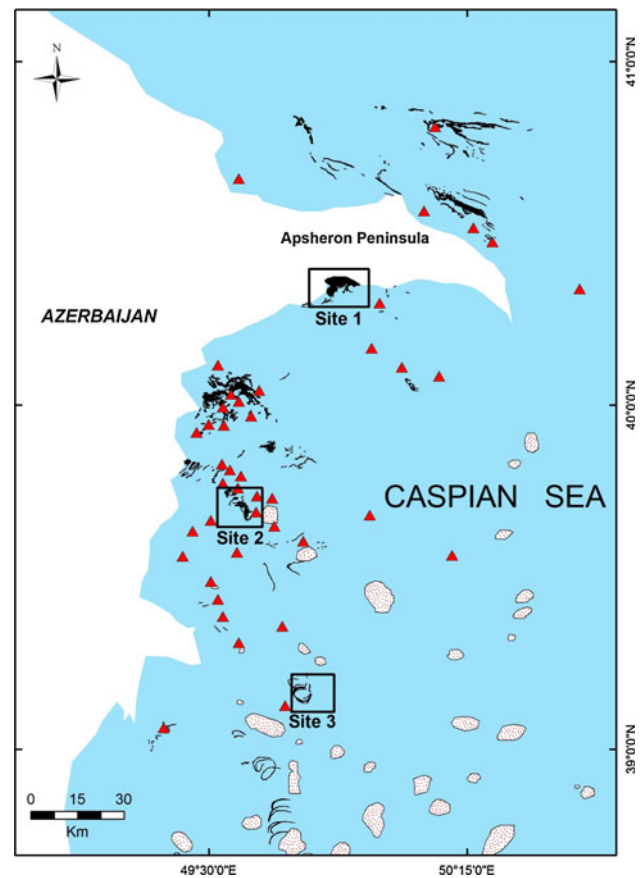 N
41°0'0"N
Apsheron Peninsula
AZERBAIJAN
Site 1
40°0'0"N
CASPIAN SEA
Site 2
Site 3
39°0'0"N
0 15 30
Km
49°30'0"E 50°15'0"E